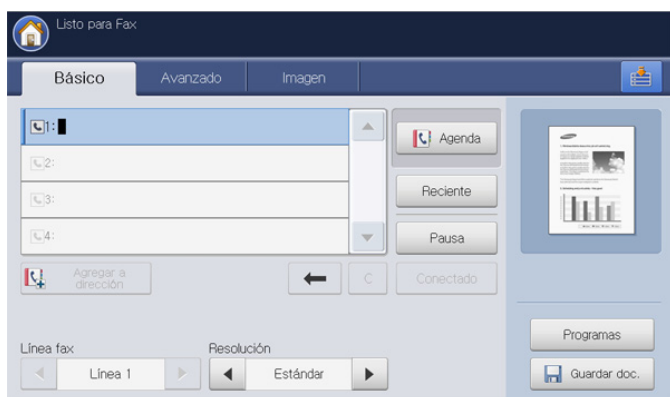 Listo para Fax
Básico
Avanzado
Imagen
1:
2:
3:
4:
Agenda
Reciente
Pausa
Agregar a
dirección
C
Conectado
Línea fax
Línea 1
Resolución
Estándar
Programas
Guardar doc.